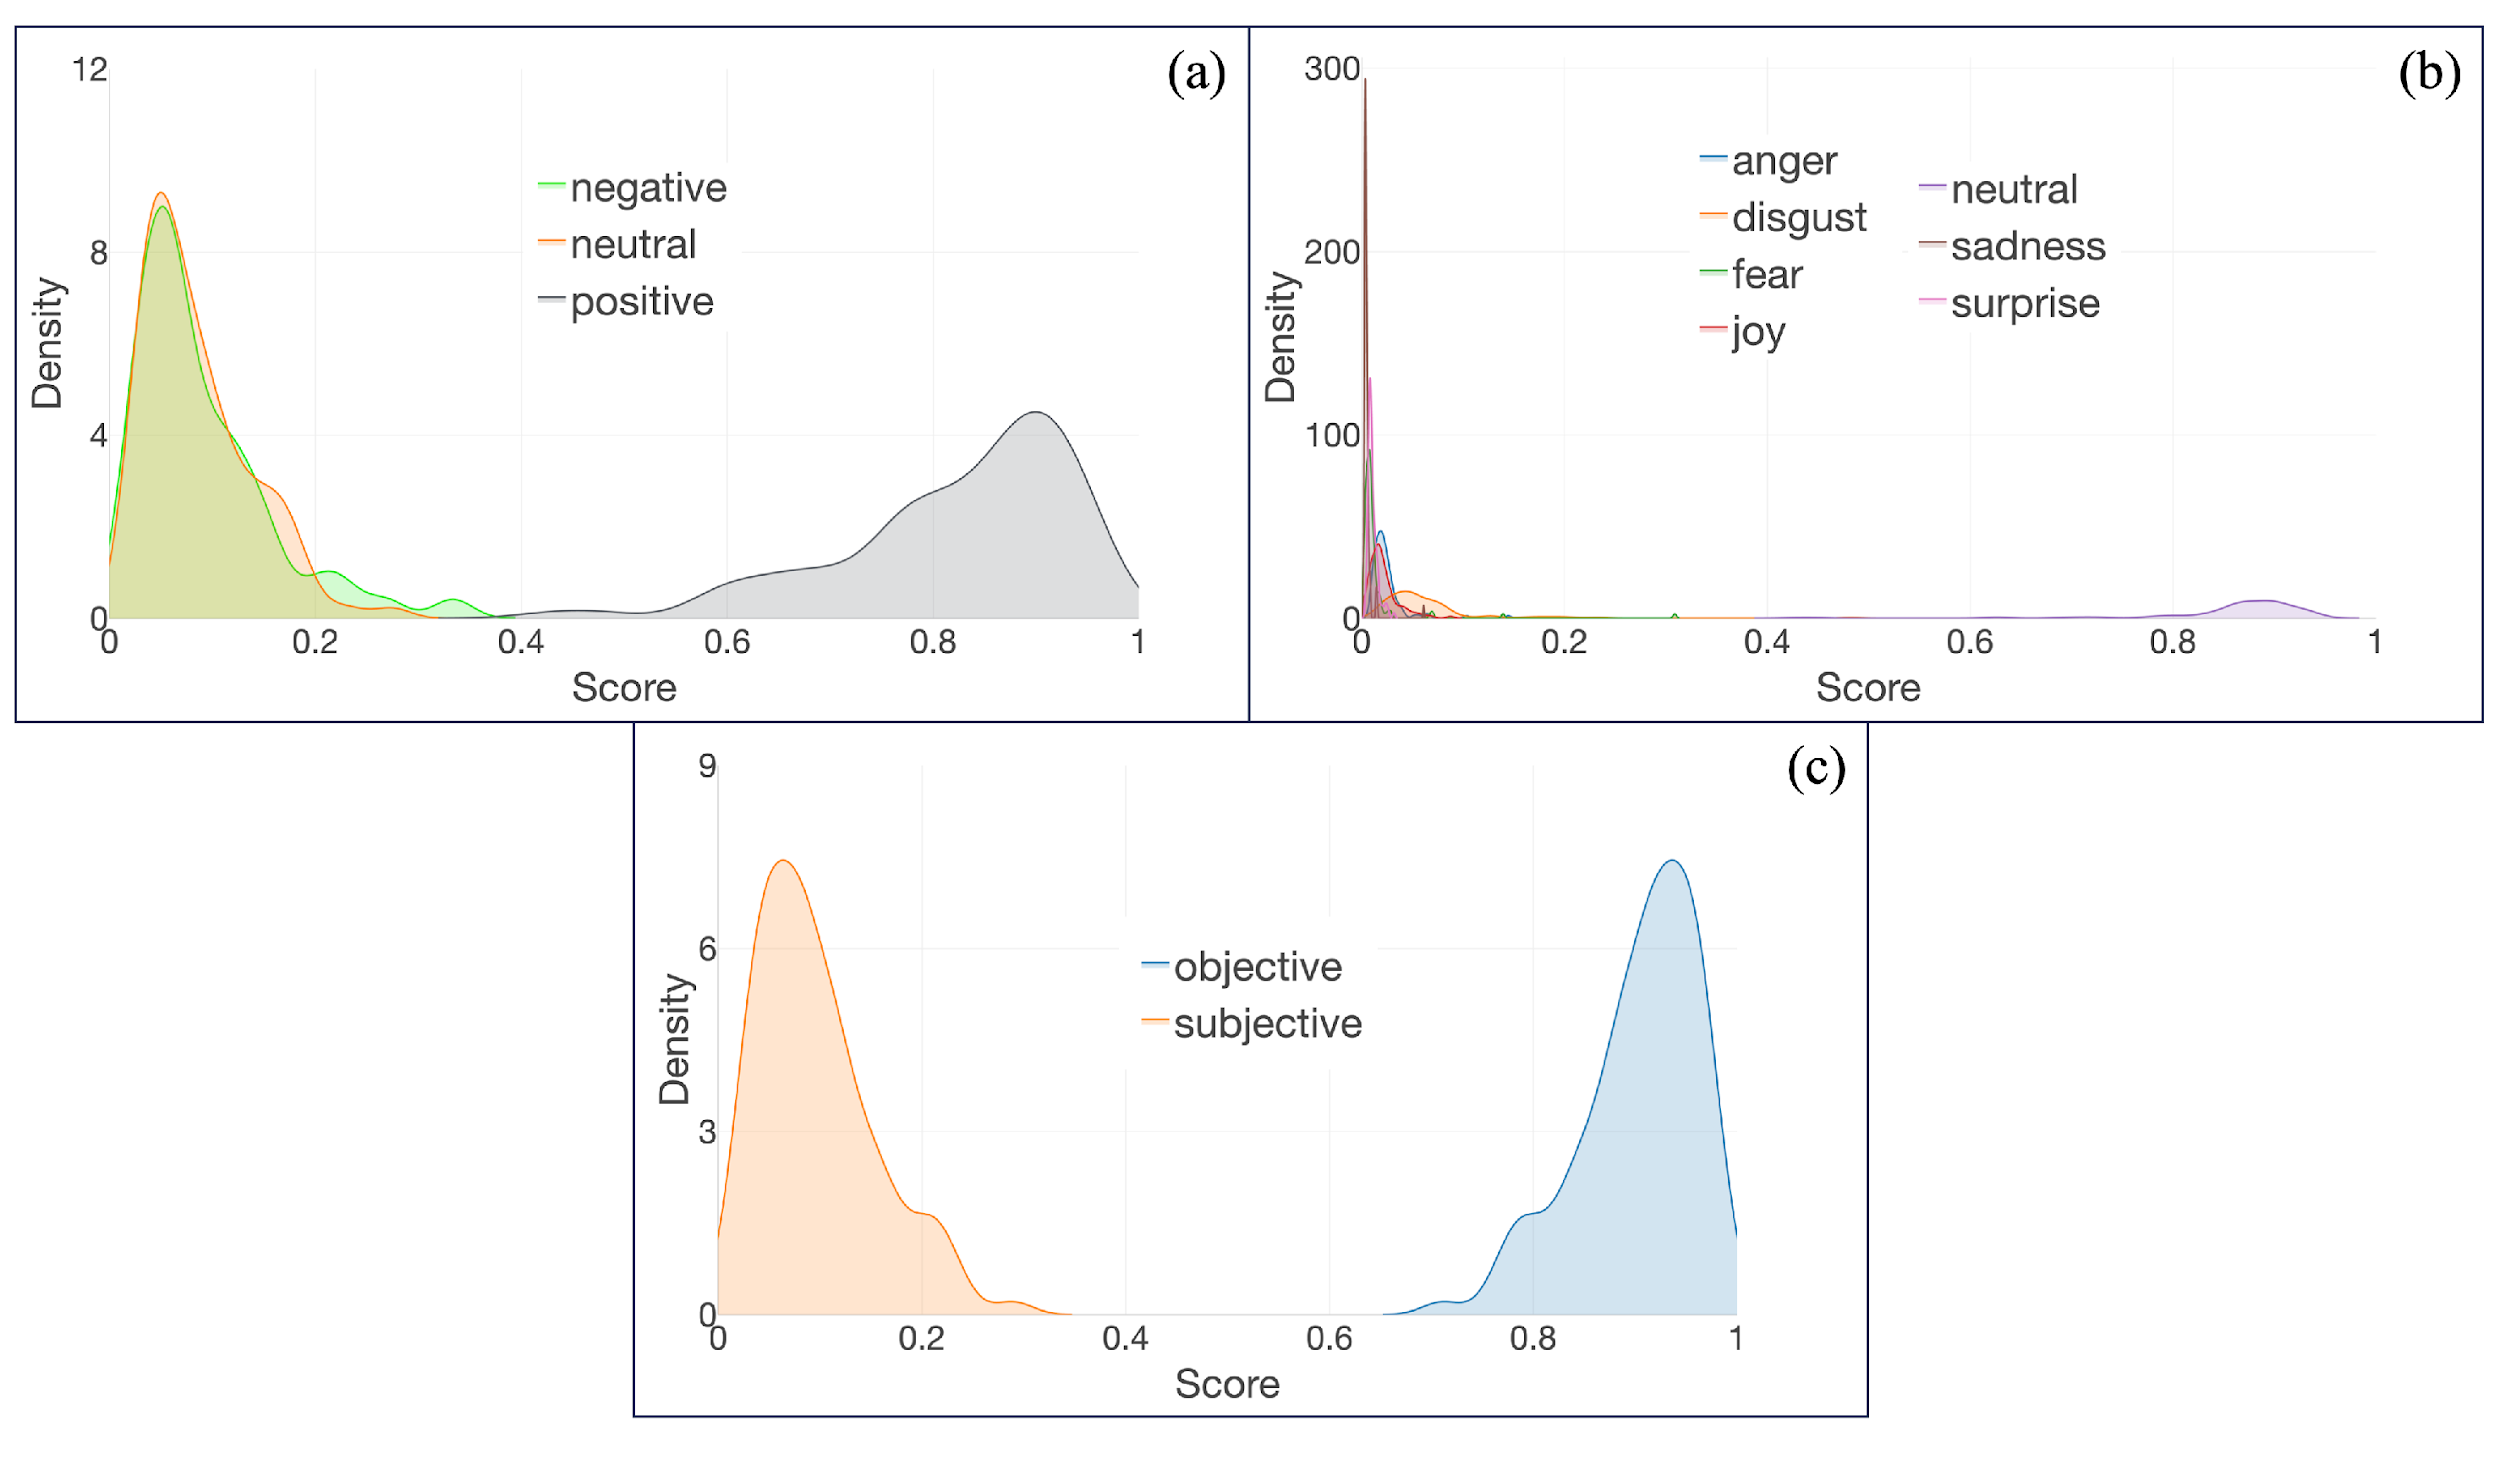 (a)
12
8
4
0
Density
negative
neutral
positive
0 0.2 0.4 0.6 0.8 1
Score
(b)
300
200
100
0
Density
anger
disgust
fear
joy
neutral
sadness
surprise
0 0.2 0.4 0.6 0.8 1
Score
(c)
9
6
3
0
Density
objective
subjective
0 0.2 0.4 0.6 0.8 1
Score